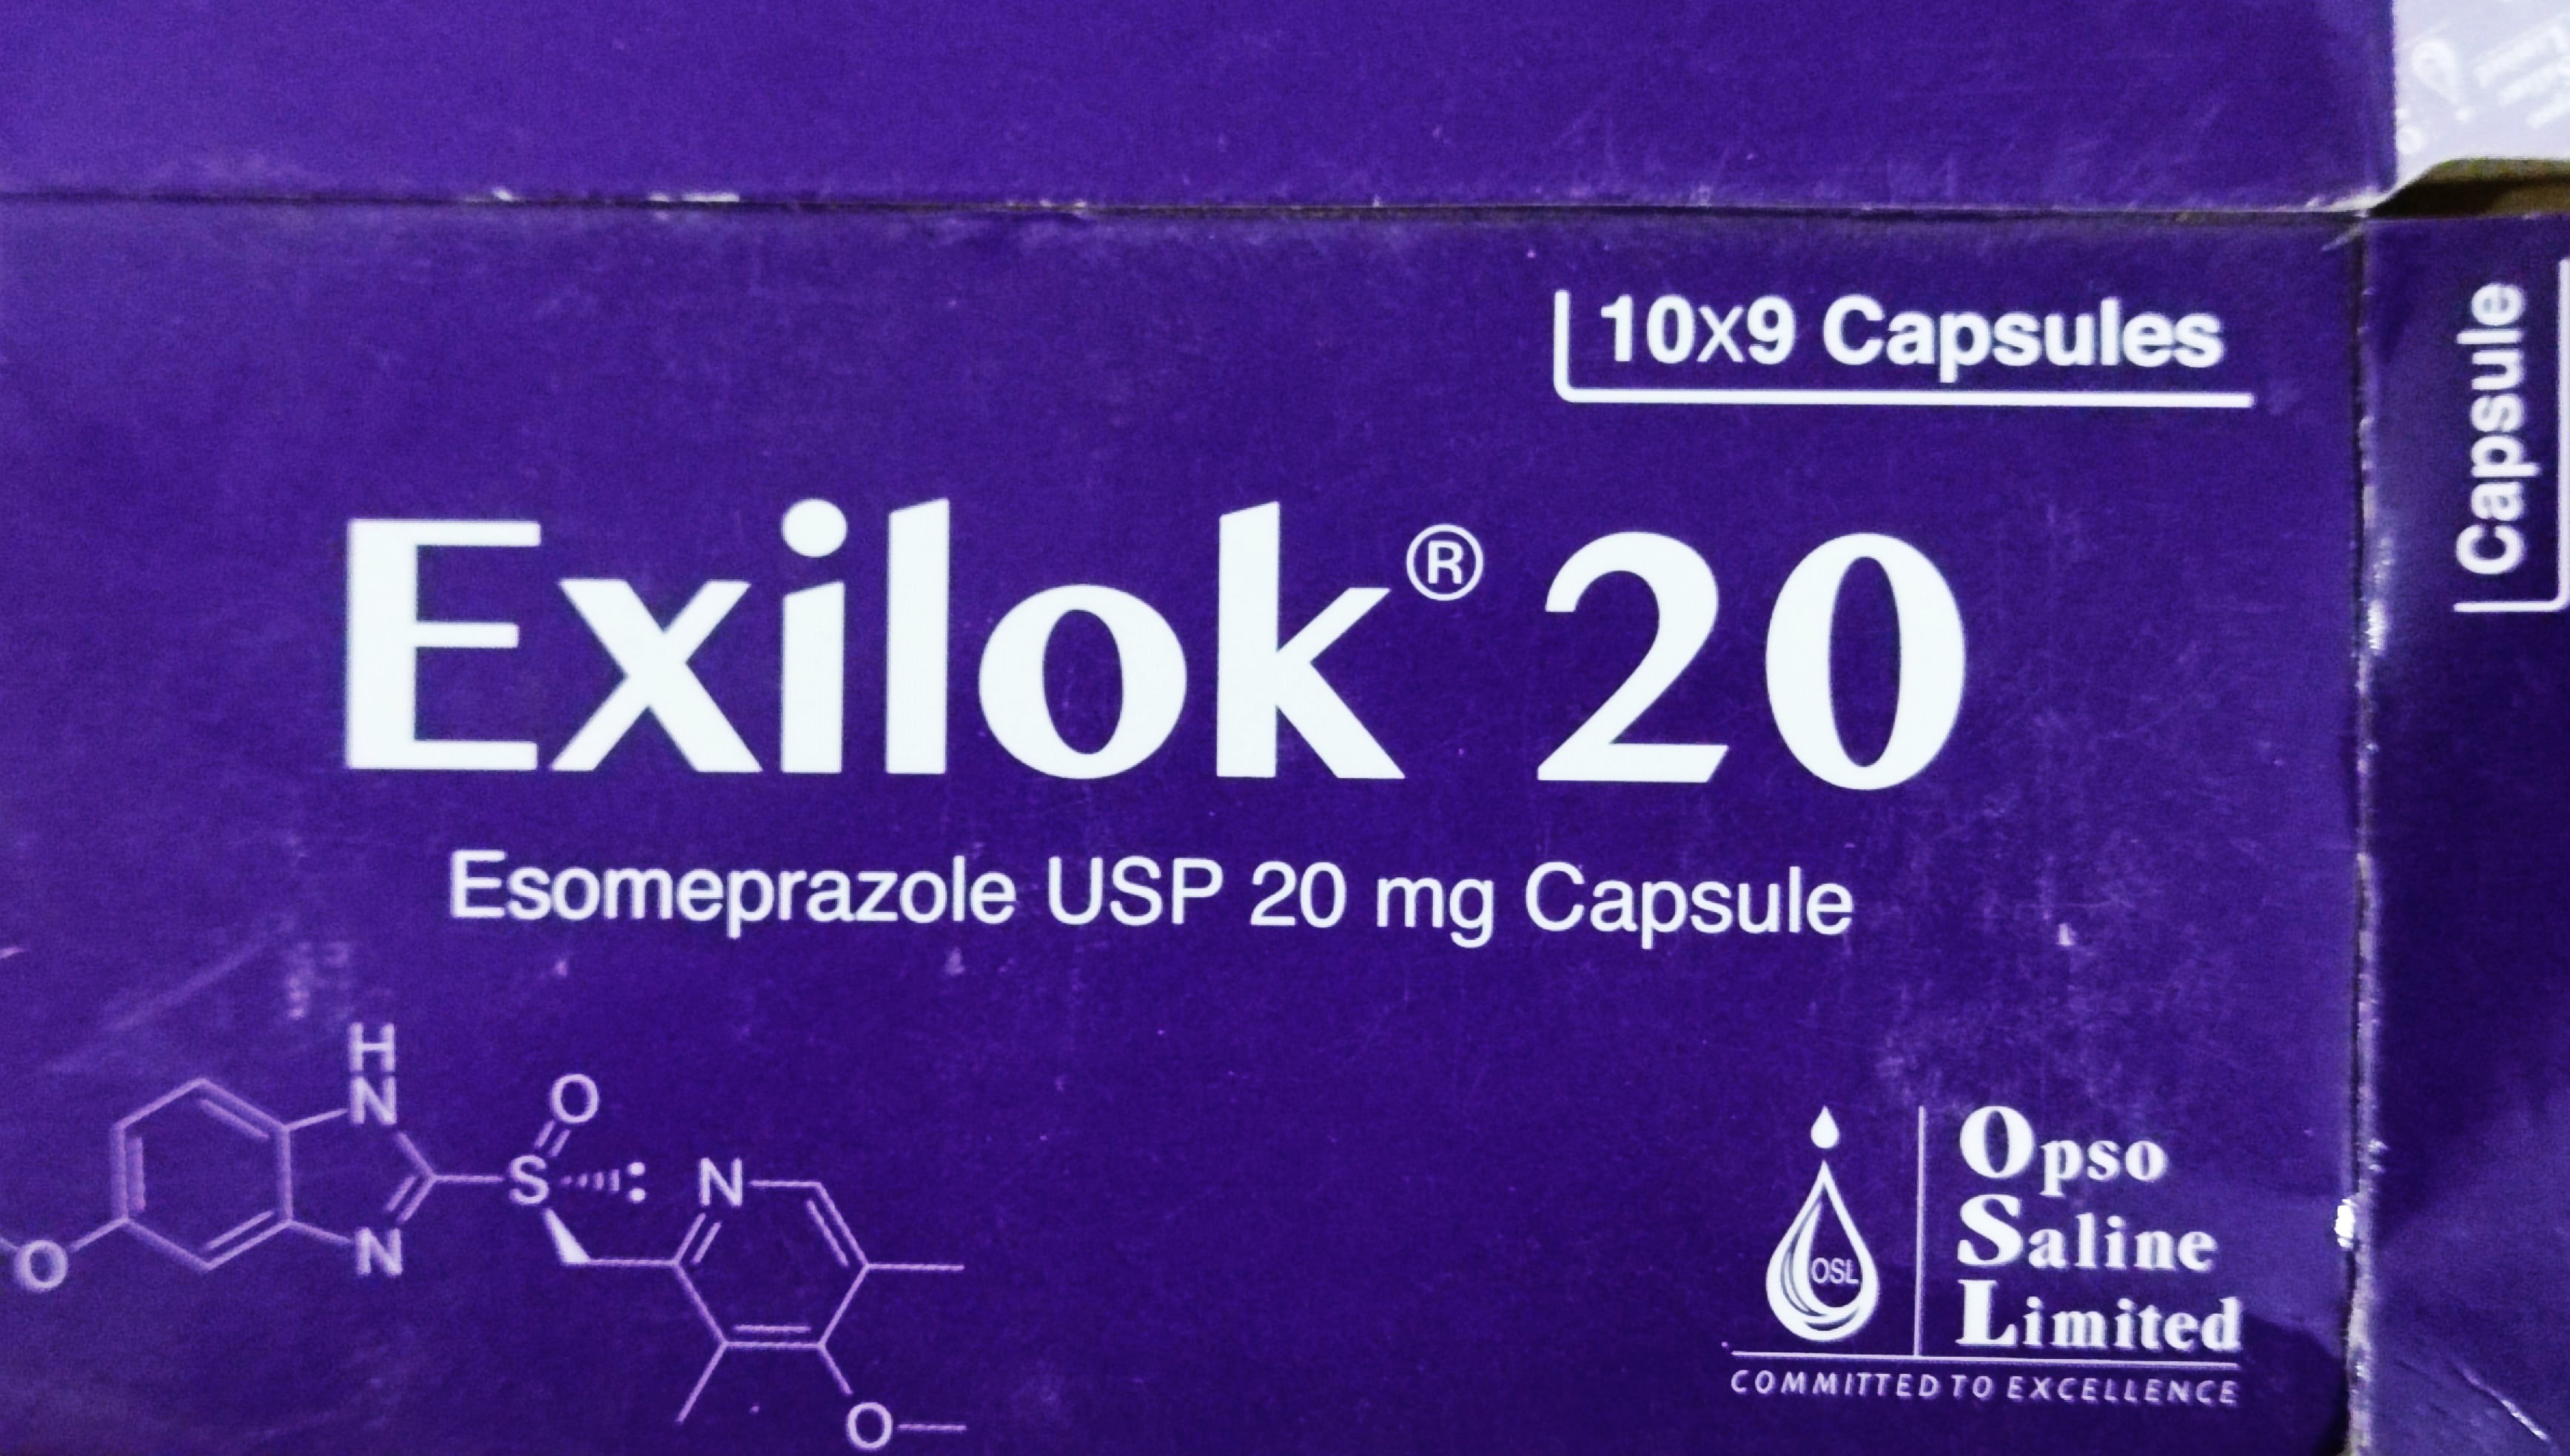 10x9 Capsules
Capsule
Exilok® 20
Esomeprazole USP 20 mg Capsule
H
N
O
S
N
N
O
O
OSL
Opso
Saline
Limited
COMMITTED TO EXCELLENCE